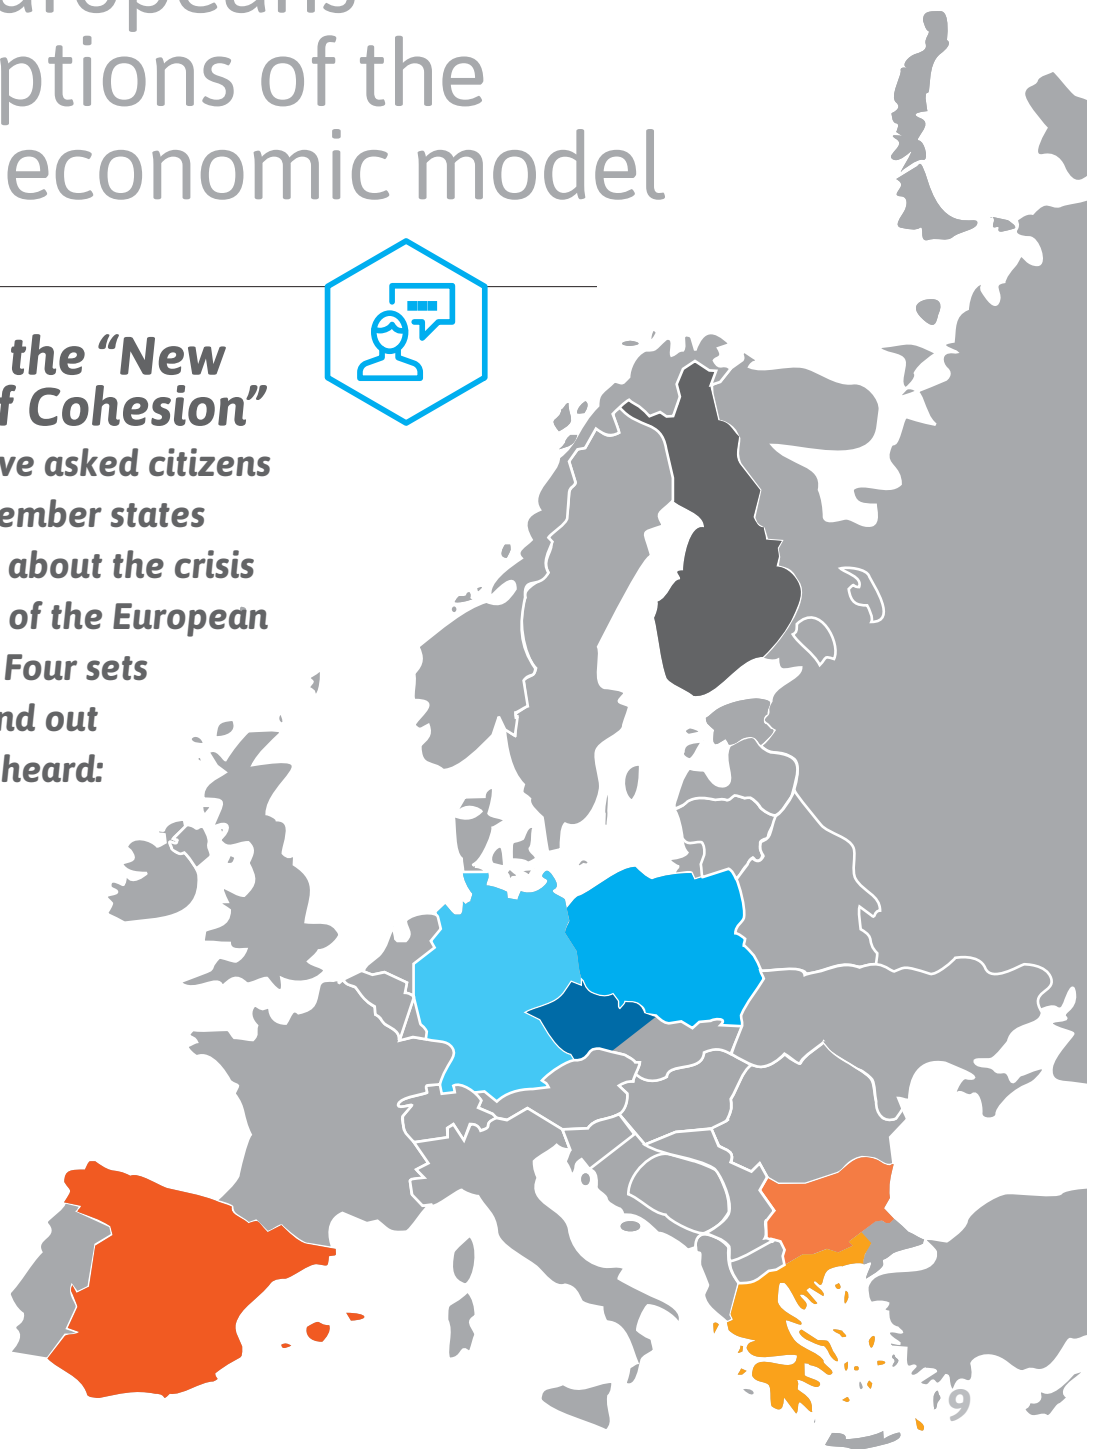 ptions of the
economic model
the “New
f Cohesion”
ve asked citizens
ember states
about the crisis
of the European
Four sets
nd out
heard:
9